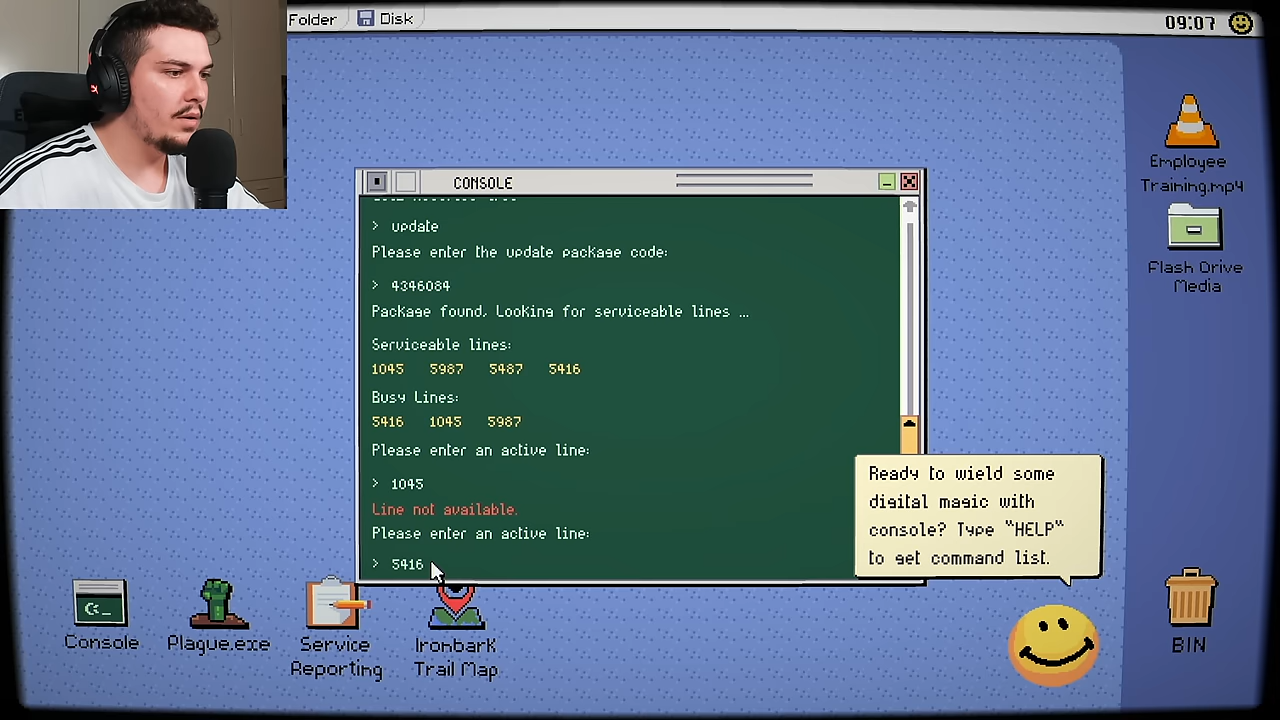 Folder
Disk
09:07
Employee
Training.mp4
Flash Drive
Media
CONSOLE
> update
Please enter the update package code:
> 4346084
Package found. Looking for serviceable lines ...
Serviceable lines:
1045 5987 5487 5416
Busy Lines:
5416 1045 5987
Please enter an active line:
> 1045
Line not available.
Please enter an active line:
> 5416
Ready to wield some
digital magic with
console? Type "HELP"
to get command list.
C:_
Console
Plague.exe
Service
Reporting
Ironbark
Trail Map
BIN